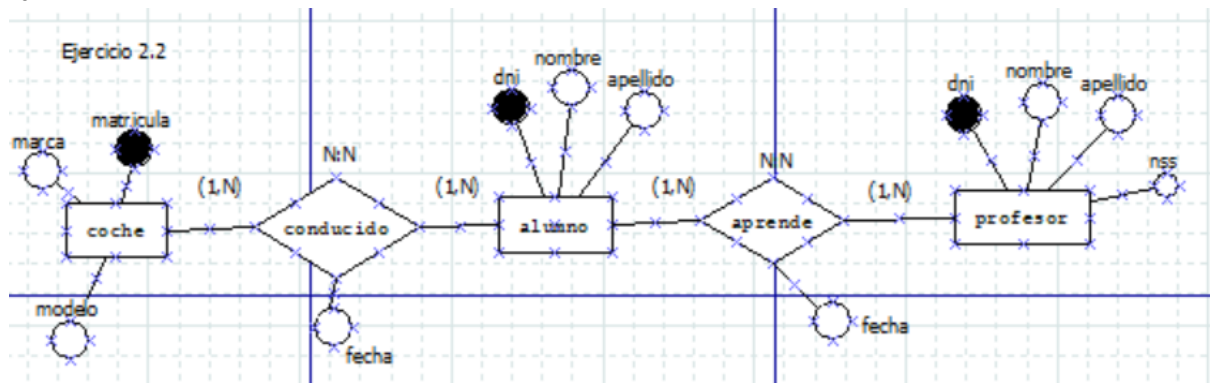 Ejercicio 2.2
marca
matricula
modelo
coche
(1,N)
N:N
conducido
fecha
(1,N)
dni
nombre
apellido
alumno
(1,N)
N:N
aprende
fecha
(1,N)
dni
nombre
apellido
nss
profesor